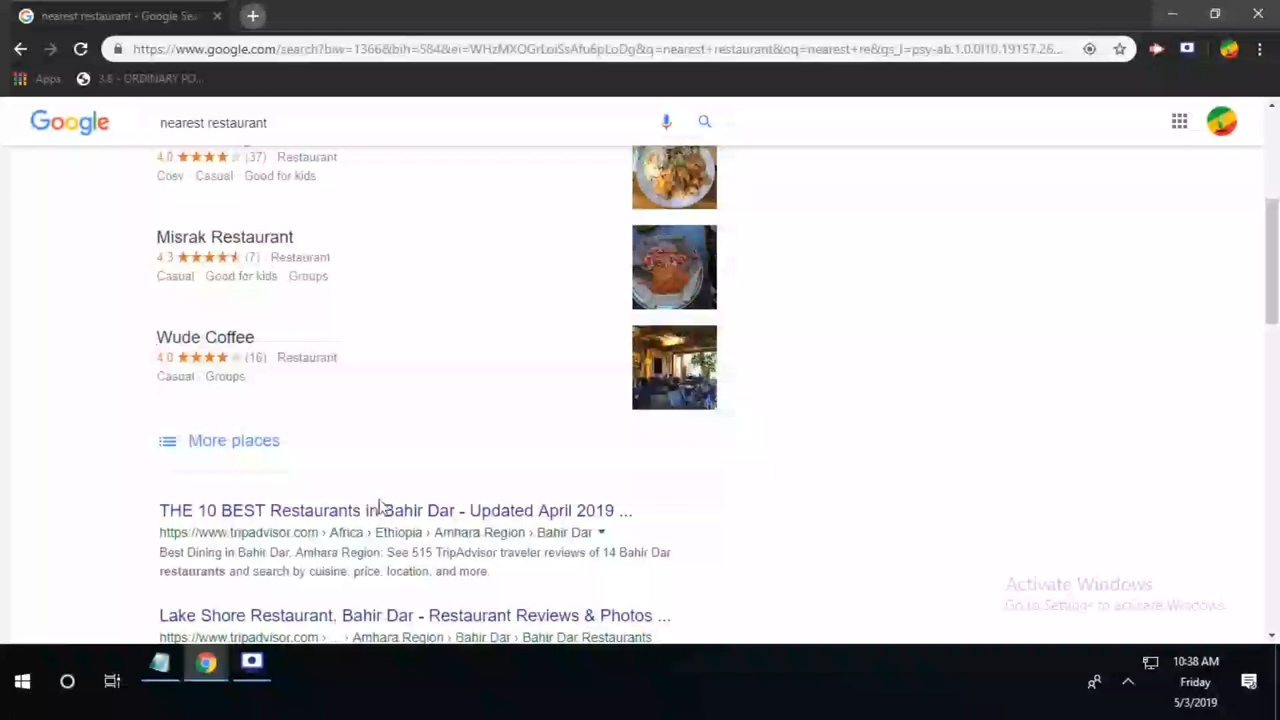 nearest restaurant - Google Se
https://www.google.com/search?biw=1366&bih=584&ei=WHzMXOGrLoiSsAfu6pLoDg&q=nearest+restaurant&oq=nearest+re&gs_l=psy-ab.1.0.0l10.19157.26...
Apps 3.8 - ORDINARY PO...
Google nearest restaurant
4.0 (37) Restaurant
Casual Good for kids
Misrak Restaurant
4.3 (7) Restaurant
Casual Good for kids Groups
Wude Coffee
4.0 (16) Restaurant
Casual Groups
More places
THE 10 BEST Restaurants in Bahir Dar - Updated April 2019 ...
https://www.tripadvisor.com › Africa › Ethiopia › Amhara Region › Bahir Dar
Best Dining in Bahir Dar, Amhara Region: See 515 TripAdvisor traveler reviews of 14 Bahir Dar
restaurants and search by cuisine, price, location, and more.
Lake Shore Restaurant, Bahir Dar - Restaurant Reviews & Photos ...
https://www.tripadvisor.com › ... › Amhara Region › Bahir Dar › Bahir Dar Restaurants
Activate Windows
Go to Settings to activate Windows.
10:38 AM
Friday
5/3/2019